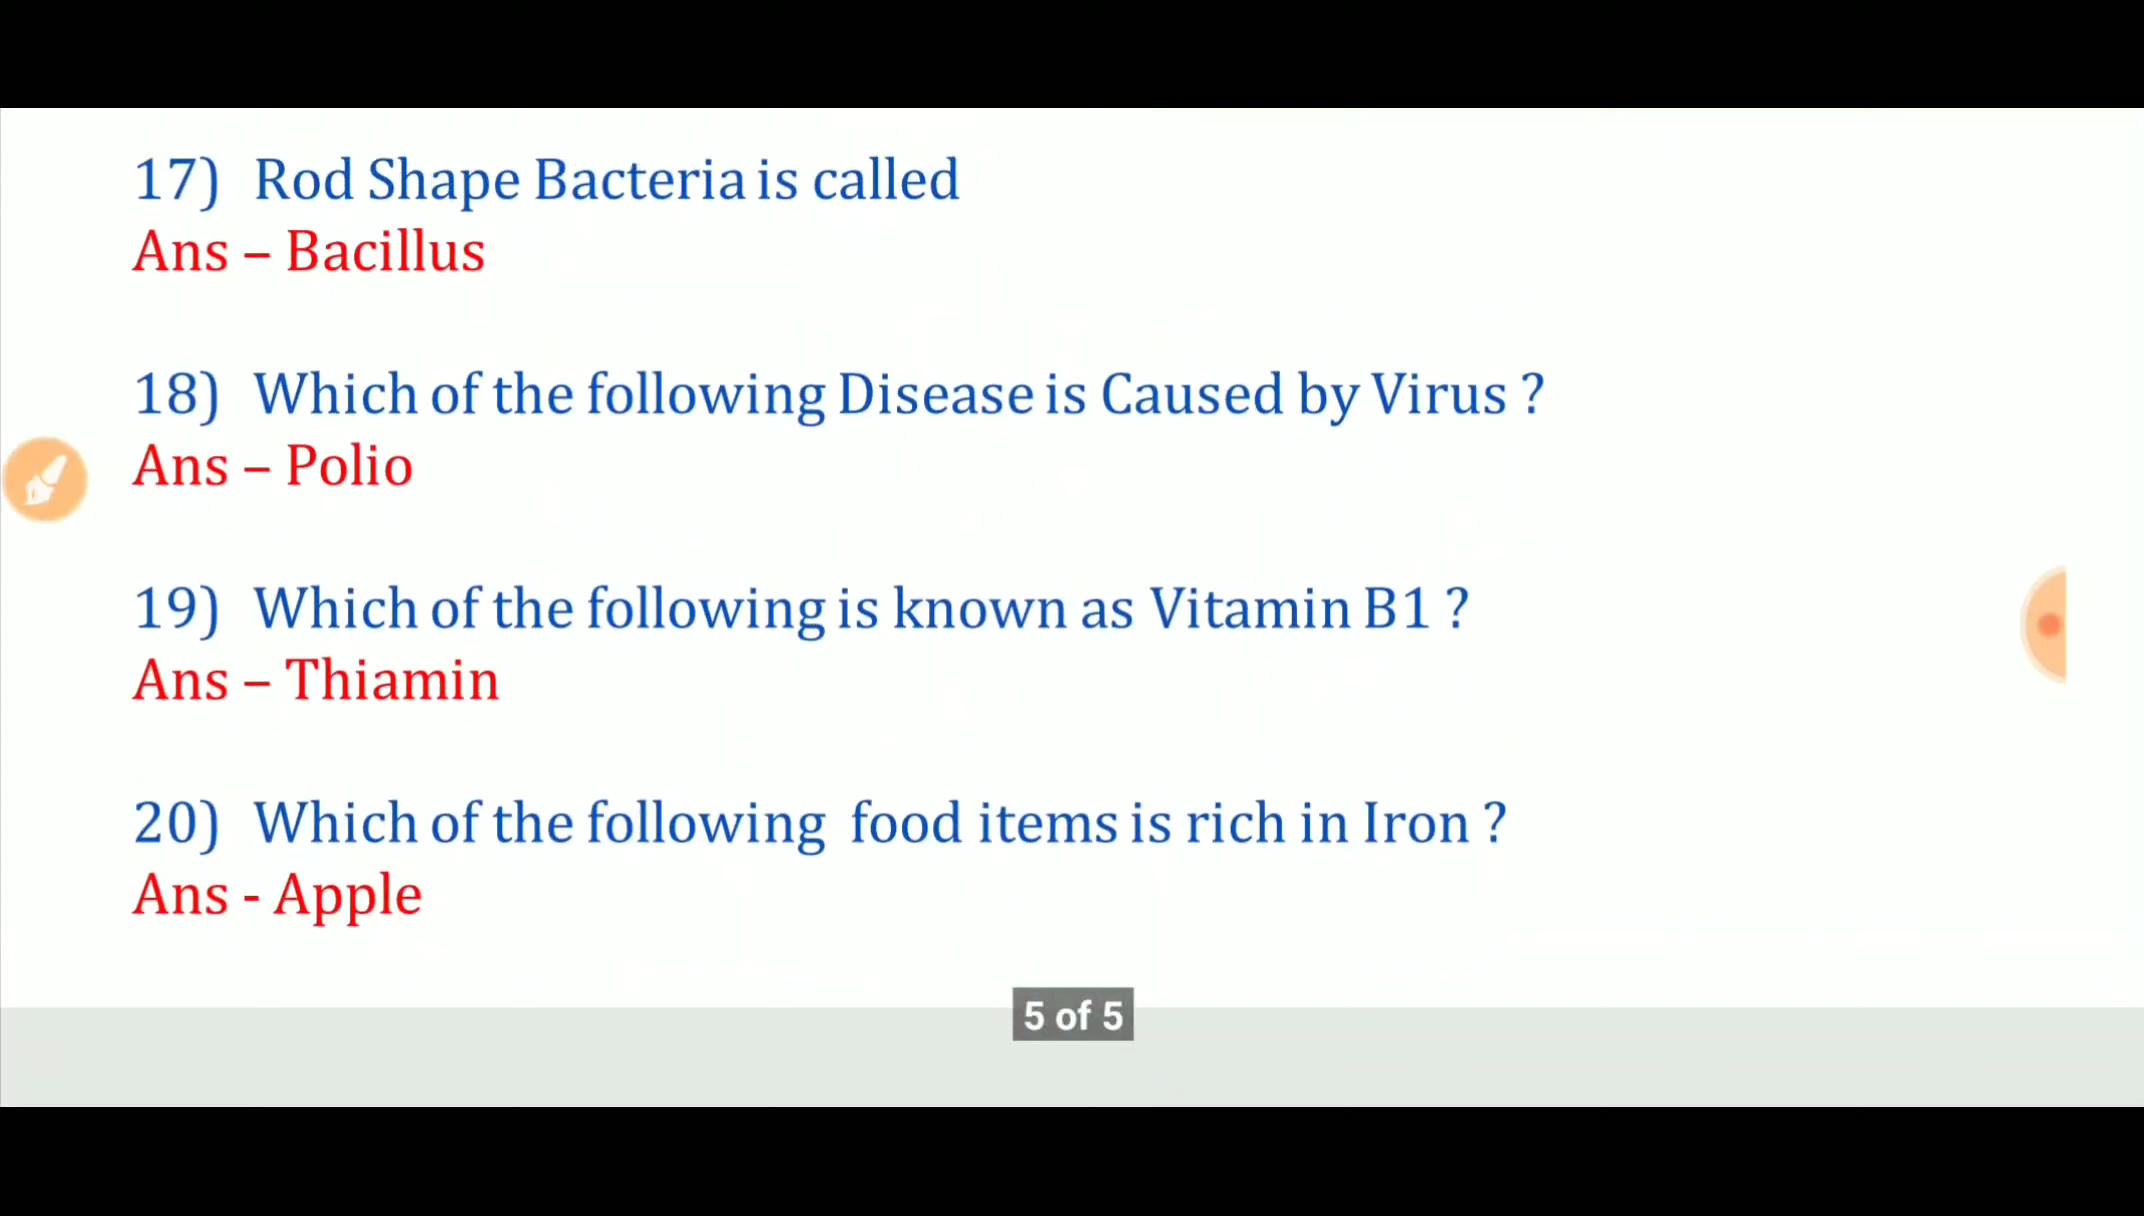 17) Rod Shape Bacteria is called
Ans – Bacillus
18) Which of the following Disease is Caused by Virus ?
Ans – Polio
19) Which of the following is known as Vitamin B1 ?
Ans – Thiamin
20) Which of the following food items is rich in Iron ?
Ans - Apple
5 of 5